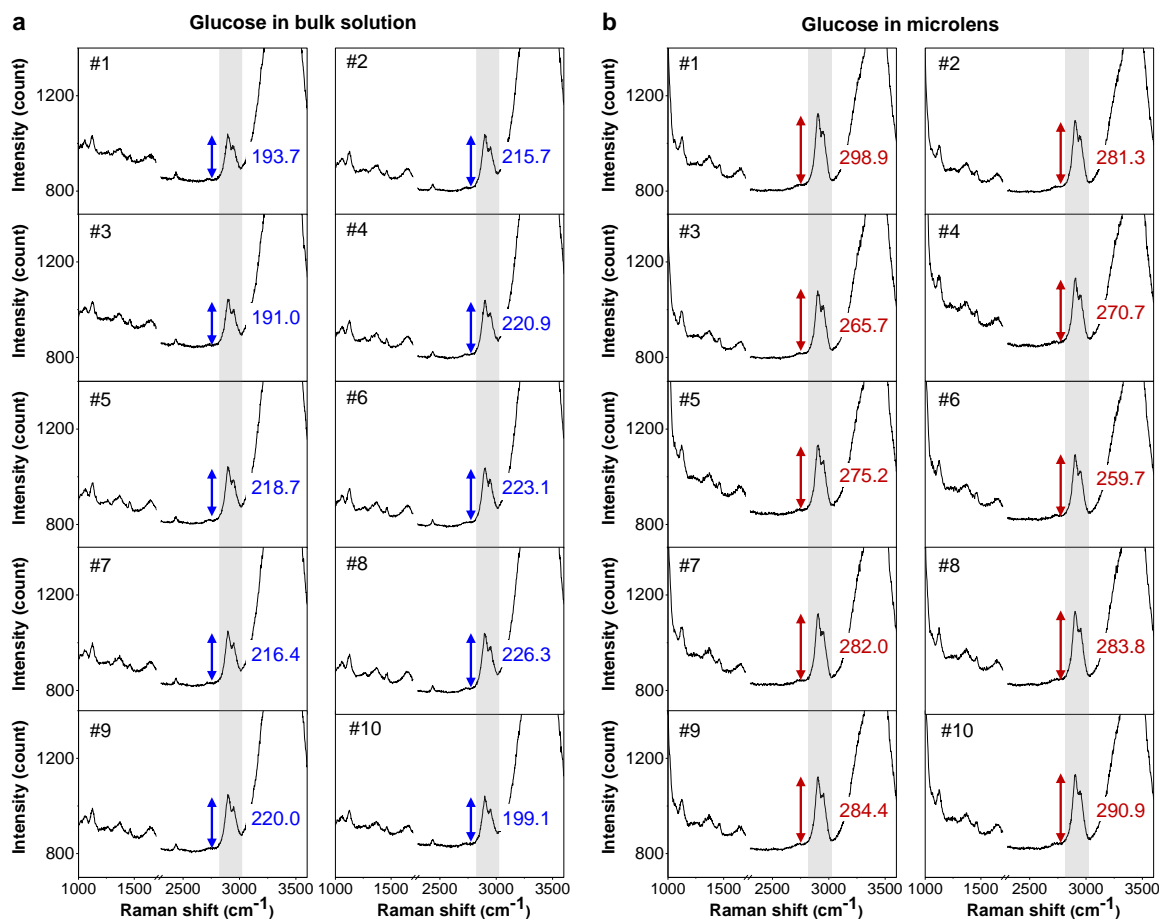 a
Glucose in bulk solution
b
Glucose in microlens
Intensity (count)
1200
800
#1
193.7
#2
215.7
Intensity (count)
1200
800
#1
298.9
#2
281.3
Intensity (count)
1200
800
#3
191.0
#4
220.9
Intensity (count)
1200
800
#3
265.7
#4
270.7
Intensity (count)
1200
800
#5
218.7
#6
223.1
Intensity (count)
1200
800
#5
275.2
#6
259.7
Intensity (count)
1200
800
#7
216.4
#8
226.3
Intensity (count)
1200
800
#7
282.0
#8
283.8
Intensity (count)
1200
800
#9
220.0
#10
199.1
Intensity (count)
1200
800
#9
284.4
#10
290.9
1000 2500 3000 3500
1000 2500 3000 3500
1000 2500 3000 3500
1000 2500 3000 3500
Raman shift (cm⁻¹)
Raman shift (cm⁻¹)
Raman shift (cm⁻¹)
Raman shift (cm⁻¹)